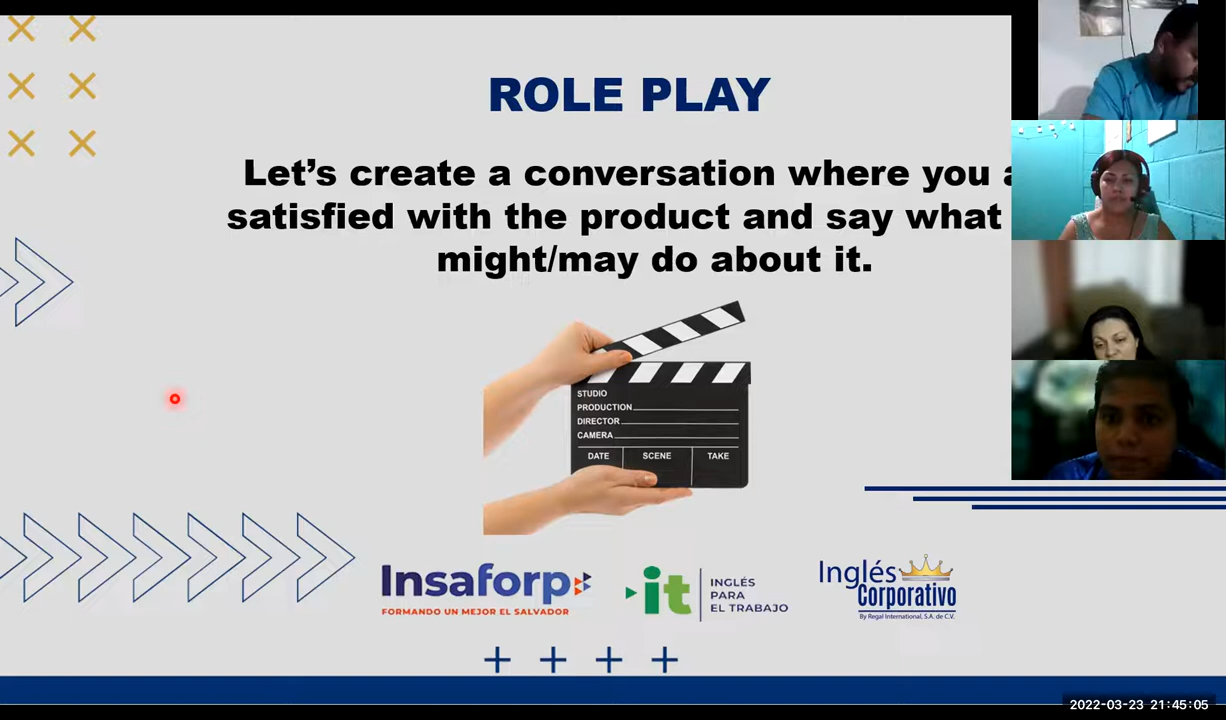 ROLE PLAY
Let’s create a conversation where you
satisfied with the product and say what
might/may do about it.
STUDIO
PRODUCTION
DIRECTOR
CAMERA
DATE SCENE TAKE
Insaforp
FORMANDO UN MEJOR EL SALVADOR
it
INGLÉS
PARA
EL TRABAJO
Inglés
Corporativo
By Regal International, S.A. de C.V.
2022-03-23 21:45:05